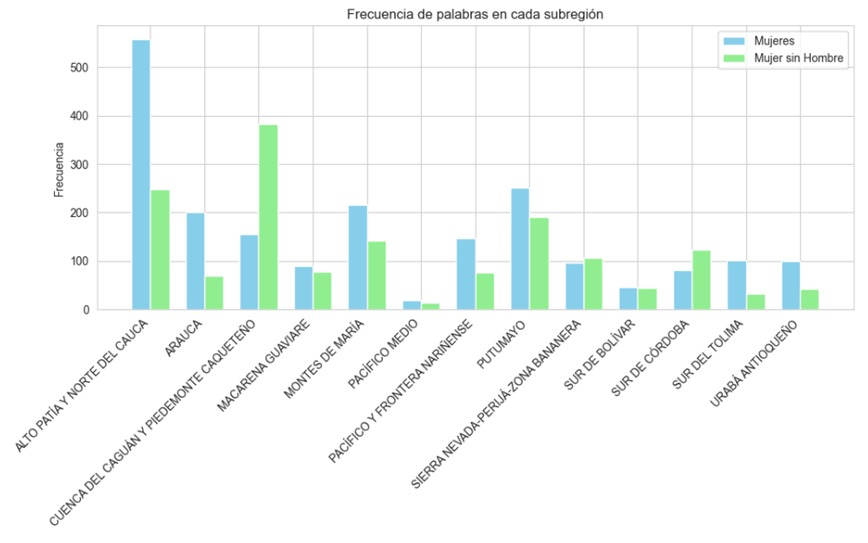 Frecuencia de palabras en cada subregión
Mujeres
Mujer sin Hombre
Frecuencia
500
400
300
200
100
0
ALTO PATÍA Y NORTE DEL CAUCA
ARAUCA
CUENCA DEL CAGUÁN Y PIEDEMONTE CAQUETEÑO
MACARENA GUAVIARE
MONTES DE MARÍA
PACÍFICO MEDIO
PACÍFICO Y FRONTERA NARIÑENSE
PUTUMAYO
SIERRA NEVADA-PERIJÁ-ZONA BANANERA
SUR DE BOLÍVAR
SUR DE CÓRDOBA
SUR DEL TOLIMA
URABÁ ANTIOQUEÑO